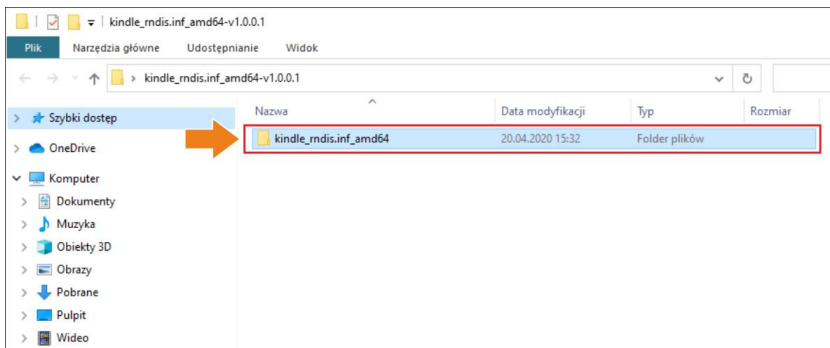 kindle_rndis.inf_amd64-v1.0.0.1
Plik Narzędzia główne Udostępnianie Widok
kindle_rndis.inf_amd64-v1.0.0.1
Nazwa Data modyfikacji Typ Rozmiar
kindle_rndis.inf_amd64 20.04.2020 15:32 Folder plików
Szybki dostęp
OneDrive
Komputer
Dokumenty
Muzyka
Obiekty 3D
Obrazy
Pobrane
Pulpit
Wideo